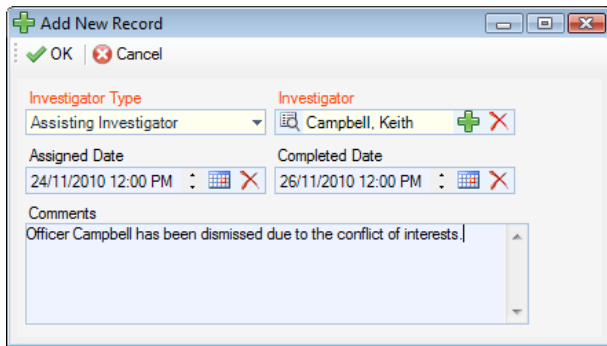 Add New Record
OK Cancel
Investigator Type Investigator
Assisting Investigator Campbell, Keith
Assigned Date Completed Date
24/11/2010 12:00 PM 26/11/2010 12:00 PM
Comments
Officer Campbell has been dismissed due to the conflict of interests.